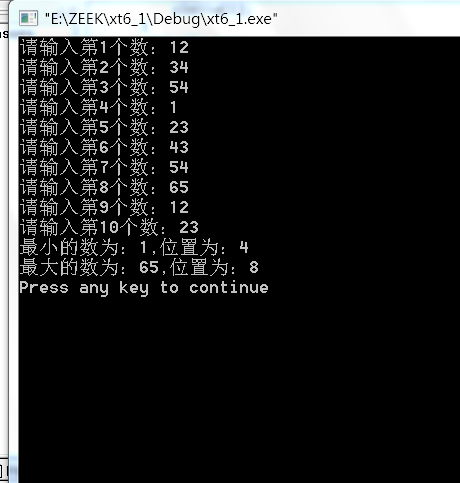 "E:\ZEEK\xt6_1\Debug\xt6_1.exe"
请输入第1个数：12
请输入第2个数：34
请输入第3个数：54
请输入第4个数：1
请输入第5个数：23
请输入第6个数：43
请输入第7个数：54
请输入第8个数：65
请输入第9个数：12
请输入第10个数：23
最小的数为：1,位置为：4
最大的数为：65,位置为：8
Press any key to continue